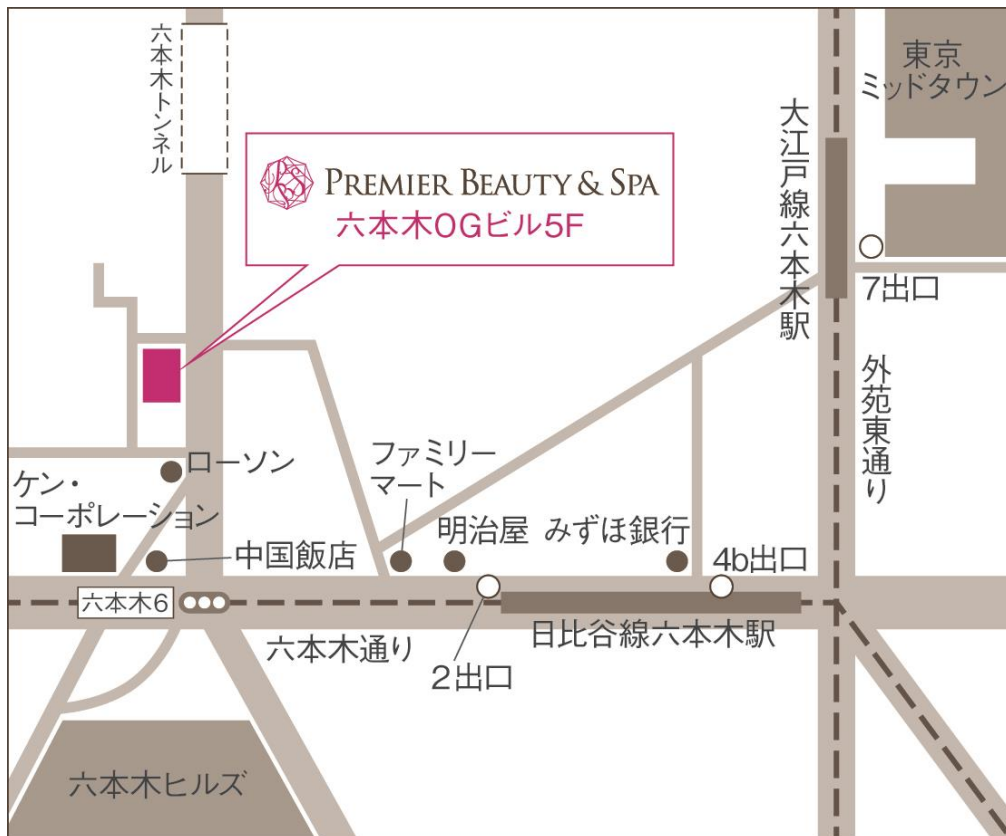 六本木トンネル
東京
ミッドタウン
大江戸線六本木駅
PREMIER BEAUTY & SPA
六本木OGビル5F
7出口
外苑東通り
ローソン
ファミリー
マート
ケン・
コーポレーション
明治屋
みずほ銀行
中国飯店
4b出口
六本木6
六本木通り
日比谷線六本木駅
2出口
六本木ヒルズ